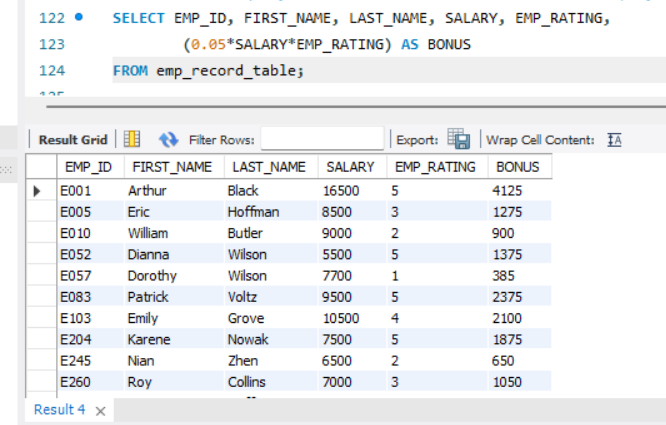 122 SELECT EMP_ID, FIRST_NAME, LAST_NAME, SALARY, EMP_RATING,
123 (0.05*SALARY*EMP_RATING) AS BONUS
124 FROM emp_record_table;
Result Grid Filter Rows: Export: Wrap Cell Content:
EMP_ID FIRST_NAME LAST_NAME SALARY EMP_RATING BONUS
E001 Arthur Black 16500 5 4125
E005 Eric Hoffman 8500 3 1275
E010 William Butler 9000 2 900
E052 Dianna Wilson 5500 5 1375
E057 Dorothy Wilson 7700 1 385
E083 Patrick Voltz 9500 5 2375
E103 Emily Grove 10500 4 2100
E204 Karene Nowak 7500 5 1875
E245 Nian Zhen 6500 2 650
E260 Roy Collins 7000 3 1050
Result 4